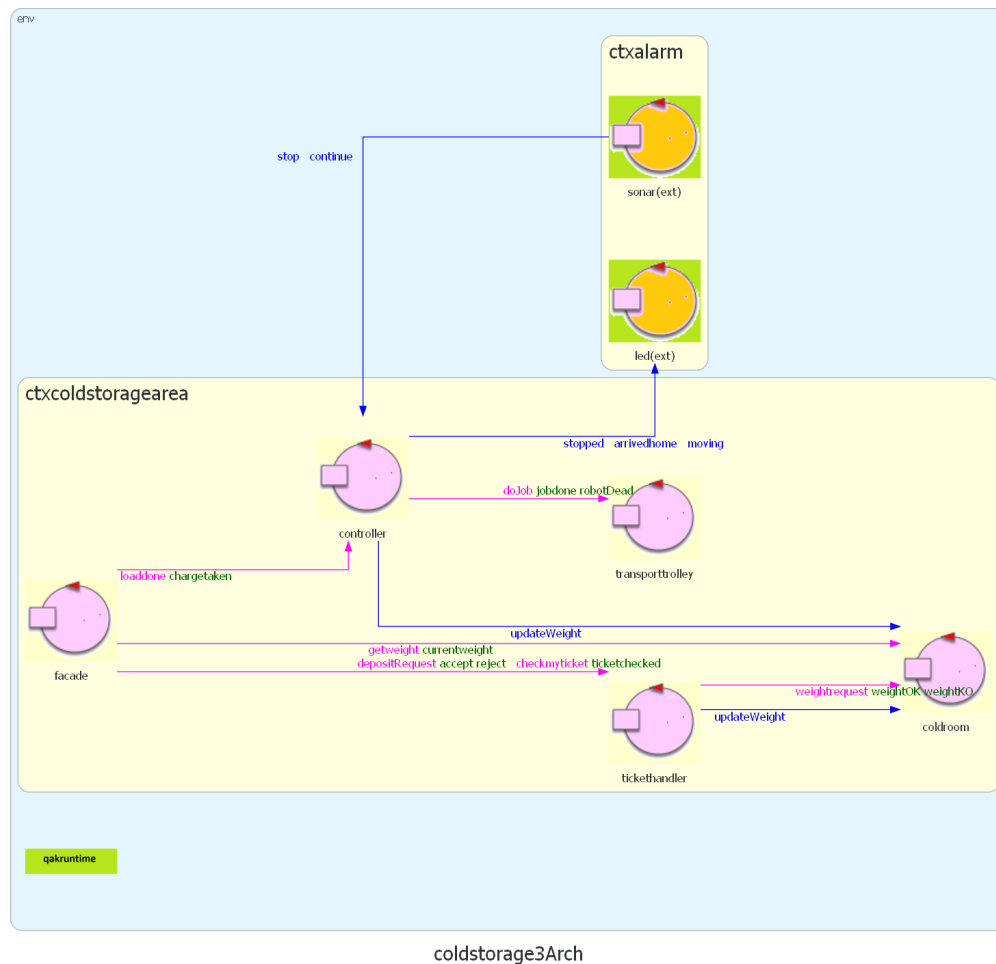 env
ctxalarm
sonar(ext)
stop continue
led(ext)
ctxcoldstoragearea
stopped arrivedhome moving
controller
doJob jobdone robotDead
transporttrolley
loaddone chargetaken
facade
updateWeight
getweight currentweight
depositRequest accept reject checkmyticket ticketchecked
weightrequest weightOK weightKO
updateWeight
coldroom
tickethandler
qakruntime
coldstorage3Arch